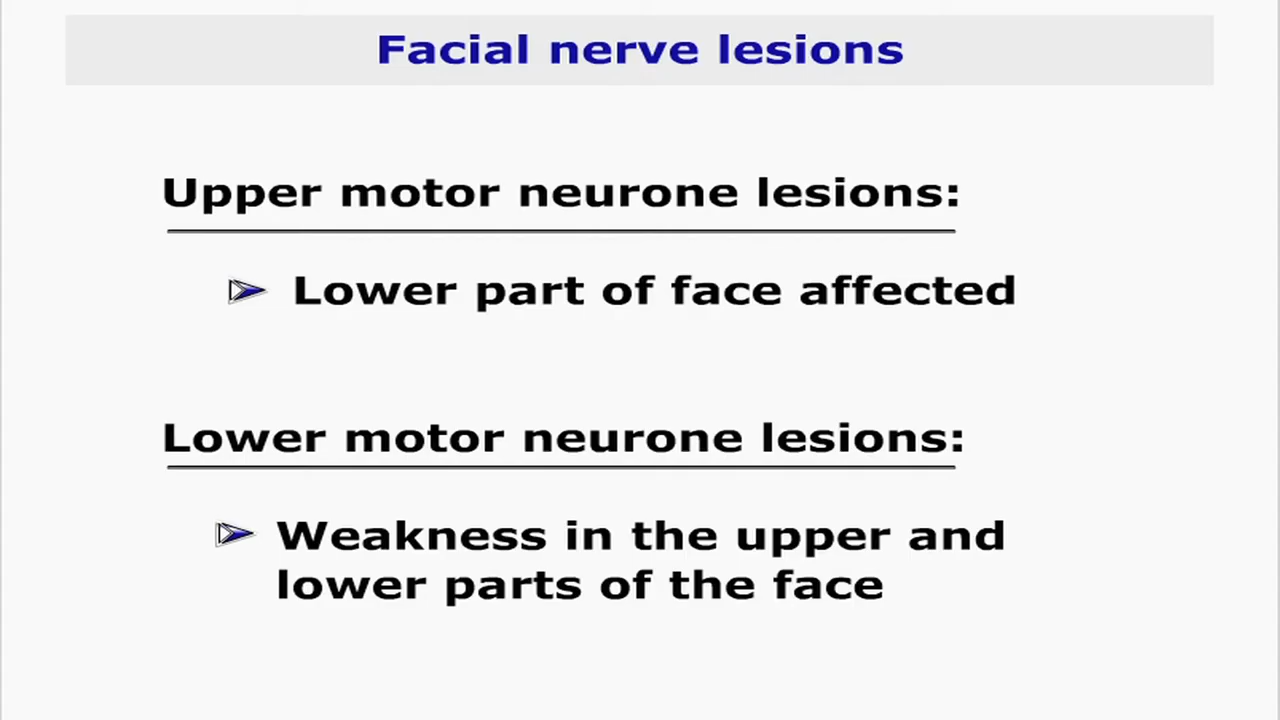 Facial nerve lesions
Upper motor neurone lesions:
Lower part of face affected
Lower motor neurone lesions:
Weakness in the upper and
lower parts of the face